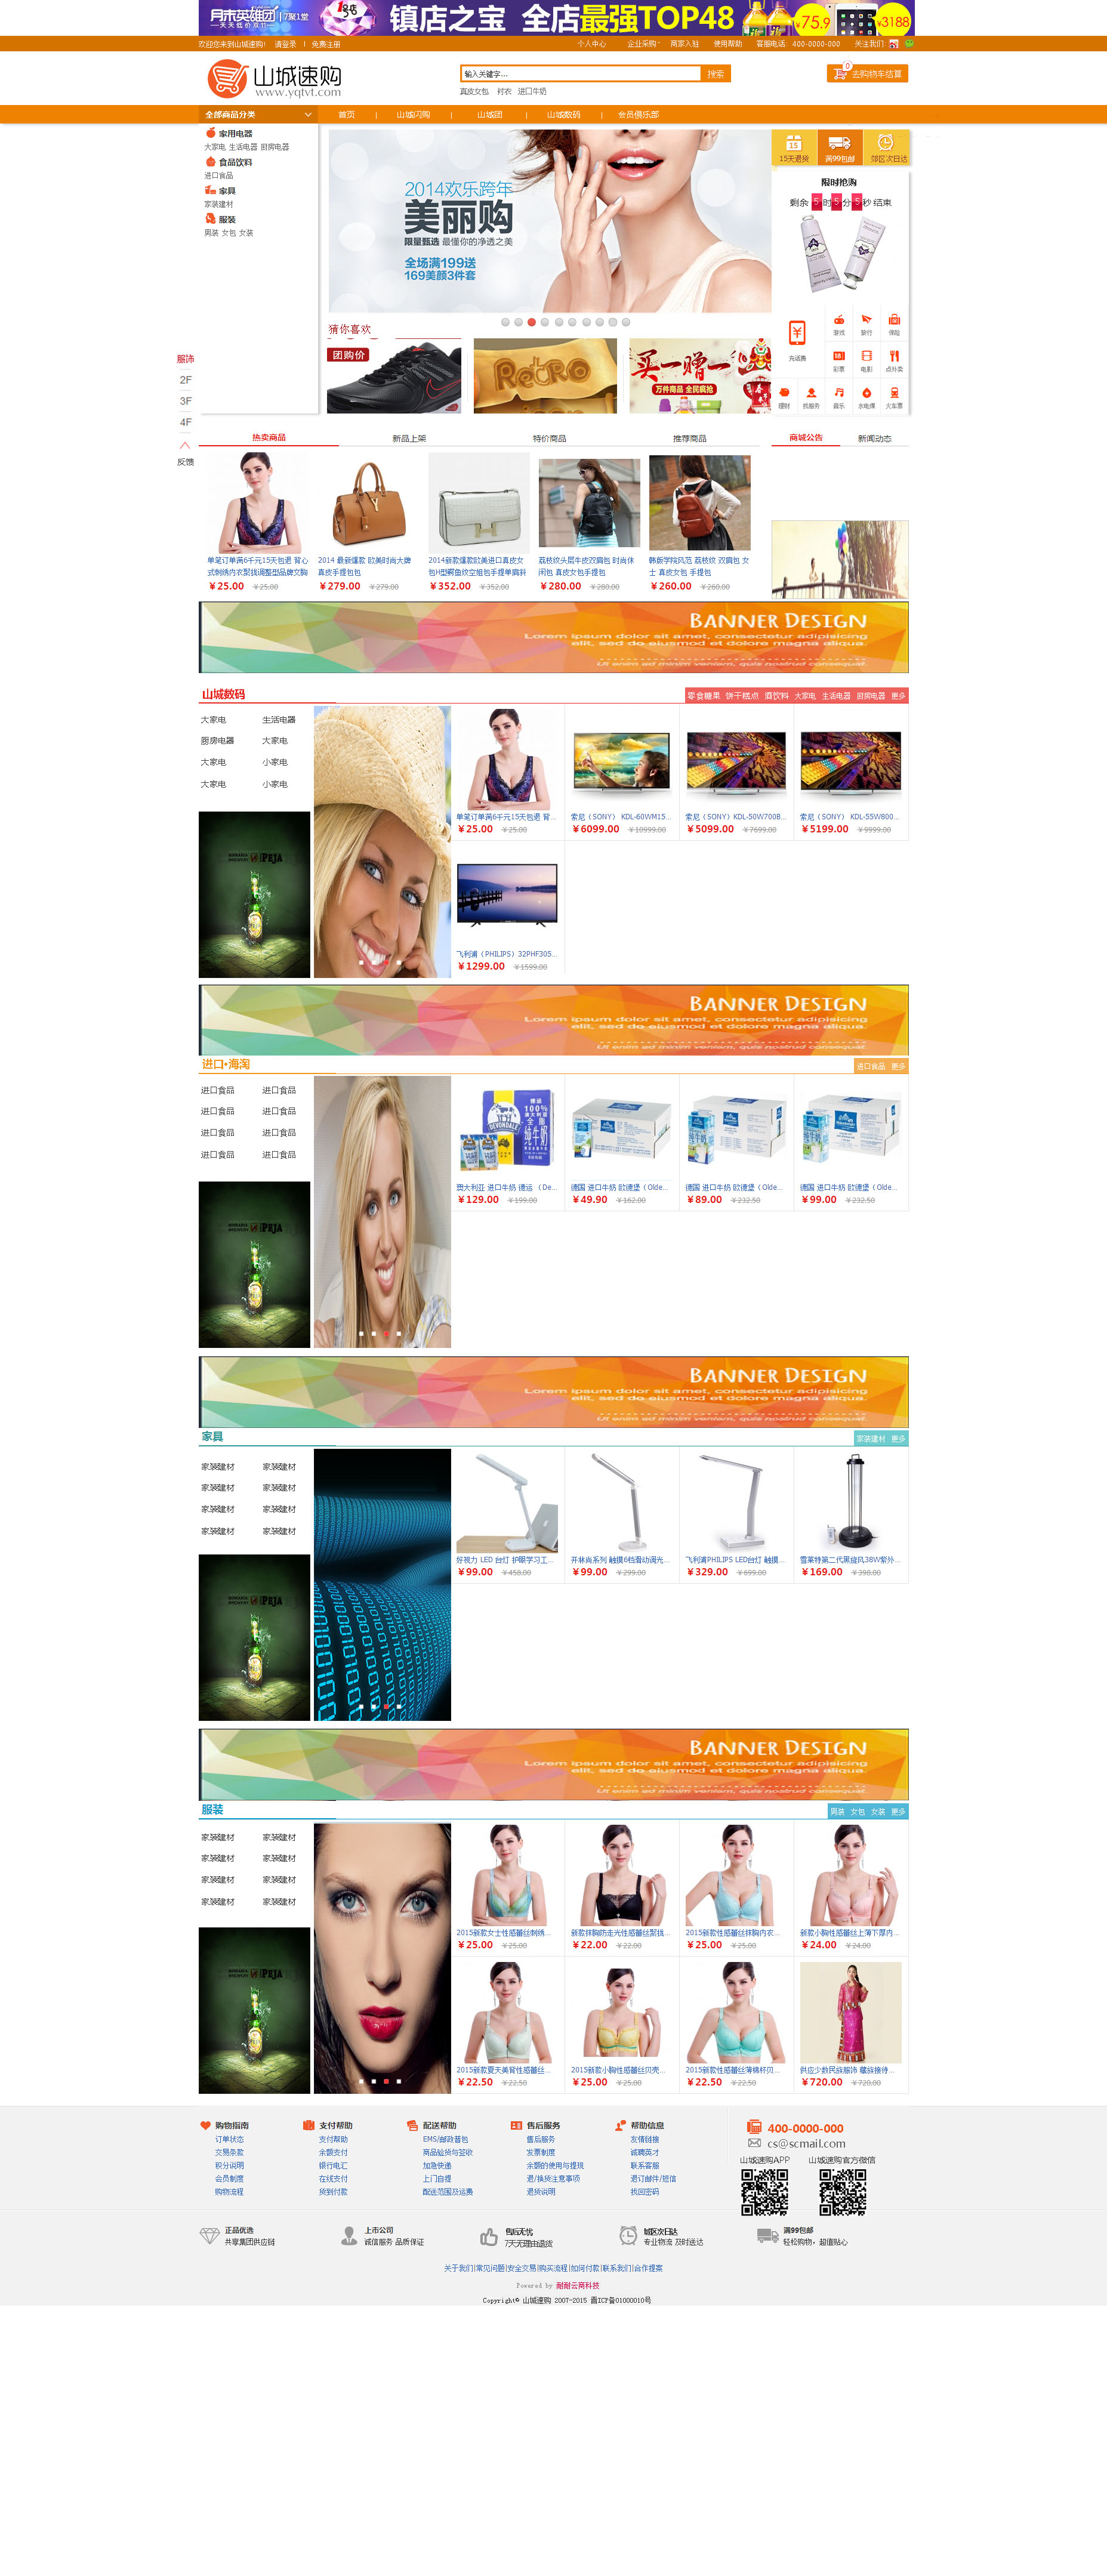 月末英雄团 7聚1堂 镇店之宝 全店最强TOP48 ¥75.9 ¥3188
欢迎您来到山城速购! 请登录 | 免费注册
个人中心 企业采购 商家入驻 使用帮助 客服电话:400-0000-000 关注我们:
山城速购
www.yqtvt.com
输入关键字... 搜索
0 去购物车结算
真皮女包 衬衣 进口牛奶
全部商品分类 首页 | 山城闪购 | 山城团 | 山城数码 | 会员俱乐部
家用电器
大家电 生活电器 厨房电器
食品饮料
进口食品
家具
家装建材
服装
男装 女包 女装
2014欢乐跨年
美丽购
限量甄选 最懂你的净透之美
全场满199送
169美颜3件套
15
15天退货 满99包邮 郊区次日达
限时抢购
剩余 5 时 5 分 5 秒 结束
猜你喜欢
团购价
Retro
买一赠一
万件商品 全民疯抢
充话费 游戏 旅行 保险
彩票 电影 点外卖
理财 找服务 音乐 水电煤 火车票
服饰
2F
3F
4F
反馈
热卖商品 新品上架 特价商品 推荐商品
商城公告 新闻动态
单笔订单满6千元15天包退 背心
式刺绣内衣聚拢调整型品牌文胸
¥25.00 ¥25.00
2014 最新爆款 欧美时尚大牌
真皮手提包包
¥279.00 ¥279.00
2014新款爆款欧美进口真皮女
包H型鳄鱼纹空姐包手提单肩斜
¥352.00 ¥352.00
荔枝纹头层牛皮双肩包 时尚休
闲包 真皮女包手提包
¥280.00 ¥280.00
韩版学院风范 荔枝纹 双肩包 女
士 真皮女包 手提包
¥260.00 ¥260.00
BANNER DESIGN
Lorem ipsum dolor sit amet, consectetur
adipisicing elit, sed do eiusmod tempor
Ut enim ad minim veniam, quis nostrud consequat
山城数码
零食糖果 饼干糕点 酒饮料 大家电 生活电器 厨房电器 更多
大家电 生活电器
厨房电器 大家电
大家电 小家电
大家电 小家电
PEJA
单笔订单满6千元15天包退 背...
¥25.00 ¥25.00
索尼(SONY) KDL-60WM15...
¥6099.00 ¥10999.00
索尼(SONY)KDL-50W700B...
¥5099.00 ¥7699.00
索尼(SONY) KDL-55W800...
¥5199.00 ¥9999.00
飞利浦(PHILIPS)32PHF305...
¥1299.00 ¥1599.00
BANNER DESIGN
Lorem ipsum dolor sit amet, consectetur
adipisicing elit, sed do eiusmod tempor
Ut enim ad minim veniam, quis nostrud consequat
进口•海淘
进口食品 更多
进口食品 进口食品
进口食品 进口食品
进口食品 进口食品
进口食品 进口食品
PEJA
DEVONDALE 100%
澳大利亚 进口牛奶 德运 (De...
¥129.00 ¥199.00
德国 进口牛奶 欧德堡(Olde...
¥49.90 ¥162.00
德国 进口牛奶 欧德堡(Olde...
¥89.00 ¥232.50
德国 进口牛奶 欧德堡(Olde...
¥99.00 ¥232.50
BANNER DESIGN
Lorem ipsum dolor sit amet, consectetur
adipisicing elit, sed do eiusmod tempor
Ut enim ad minim veniam, quis nostrud consequat
家具
家装建材 更多
家装建材 家装建材
家装建材 家装建材
家装建材 家装建材
家装建材 家装建材
PEJA
好视力 LED 台灯 护眼学习工...
¥99.00 ¥458.00
开林尚系列 触摸6档滑动调光...
¥99.00 ¥299.00
飞利浦PHILIPS LED台灯 触摸...
¥329.00 ¥699.00
雪莱特第二代黑旋风38W紫外...
¥169.00 ¥398.00
BANNER DESIGN
Lorem ipsum dolor sit amet, consectetur
adipisicing elit, sed do eiusmod tempor
Ut enim ad minim veniam, quis nostrud consequat
服装
男装 女包 女装 更多
家装建材 家装建材
家装建材 家装建材
家装建材 家装建材
家装建材 家装建材
PEJA
2015新款女士性感蕾丝刺绣...
¥25.00 ¥25.00
新款抹胸防走光性感蕾丝聚拢...
¥22.00 ¥22.00
2015新款性感蕾丝抹胸内衣...
¥25.00 ¥25.00
新款小胸性感蕾丝上薄下厚内...
¥24.00 ¥24.00
2015新款夏天美背性感蕾丝...
¥22.50 ¥22.50
2015新款小胸性感蕾丝贝壳...
¥25.00 ¥25.00
2015新款性感蕾丝薄棉杯贝...
¥22.50 ¥22.50
供应少数民族服饰 藏族接待...
¥720.00 ¥720.00
购物指南 支付帮助 配送帮助 售后服务 帮助信息
订单状态 支付帮助 EMS/邮政普包 售后服务 友情链接
交易条款 余额支付 商品验货与签收 发票制度 诚聘英才
积分说明 银行电汇 加急快递 余额的使用与提现 联系客服
会员制度 在线支付 上门自提 退/换货注意事项 退订邮件/短信
购物流程 货到付款 配送范围及运费 退货说明 找回密码
400-0000-000
cs@scmail.com
山城速购APP 山城速购官方微信
正品优选
共享集团供应链
上市公司
诚信服务 品质保证
售后无忧
7天无理由退货
城区次日达
专业物流 及时送达
满99包邮
轻松购物,超值贴心
关于我们|常见问题|安全交易|购买流程|如何付款|联系我们|合作提案
Powered by 耐耐云商科技
Copyright© 山城速购 2007-2015 渝ICP备01000010号